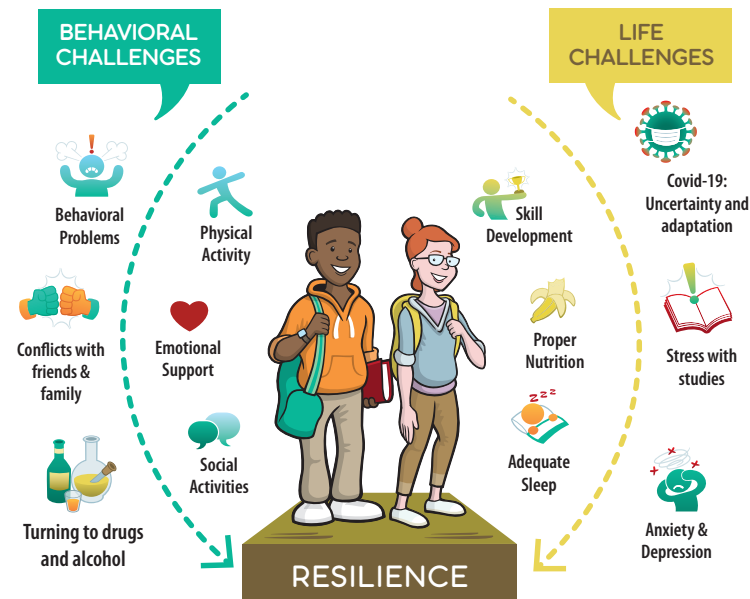 BEHAVIORAL
CHALLENGES
LIFE
CHALLENGES
Behavioral
Problems
Physical
Activity
Skill
Development
Covid-19:
Uncertainty and
adaptation
Conflicts with
friends &
family
Emotional
Support
Proper
Nutrition
Stress with
studies
Turning to drugs
and alcohol
Social
Activities
zzz
Adequate
Sleep
Anxiety &
Depression
RESILIENCE